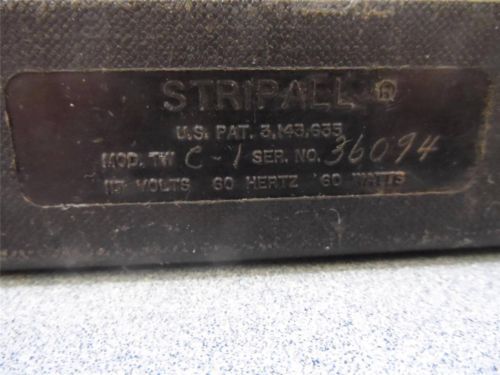 STRIPALL ®
U.S. PAT. 3,143,635
MOD. TW C-1 SER. NO. 36094
115 VOLTS 60 HERTZ 60 WATTS